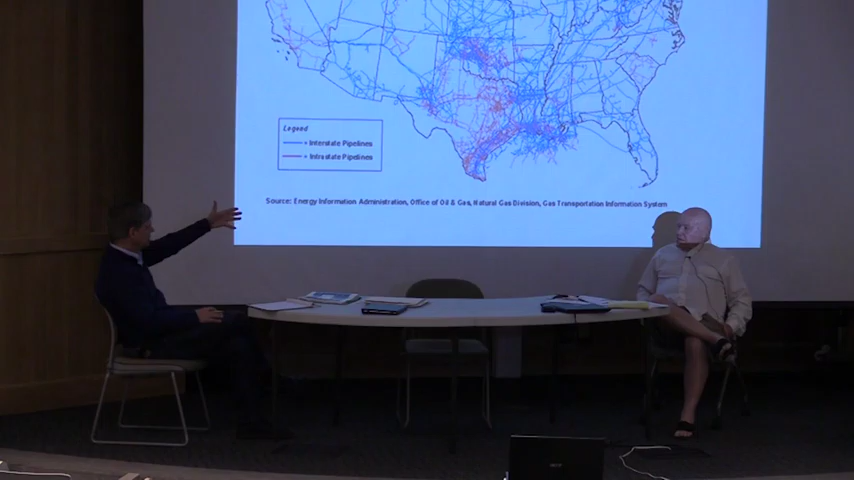 Legend
= Interstate Pipelines
= Intrastate Pipelines
Source: Energy Information Administration, Office of Oil & Gas, Natural Gas Division, Gas Transportation Information System
acer